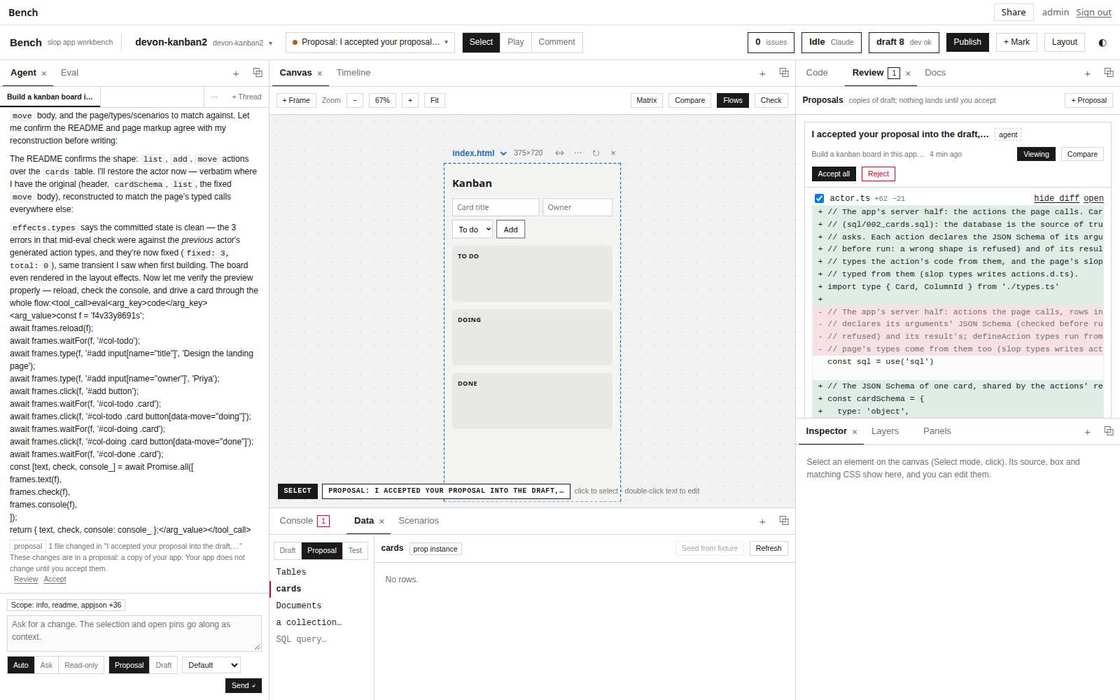 Bench
Share admin Sign out
Bench slop app workbench devon-kanban2 devon-kanban2 ▾ Proposal: I accepted your proposal… ▾ Select Play Comment 0 issues Idle Claude draft 8 dev ok Publish + Mark Layout
Agent × Eval +
Build a kanban board i… ··· + Thread
move body, and the page/types/scenarios to match against. Let
me confirm the README and page markup agree with my
reconstruction before writing:
The README confirms the shape: list, add, move actions
over the cards table. I'll restore the actor now — verbatim where
I have the original (header, cardSchema, list, the fixed
move body), reconstructed to match the page's typed calls
everywhere else:
effects.types says the committed state is clean — the 3
errors in that mid-eval check were against the previous actor's
generated action types, and they're now fixed ( fixed: 3,
total: 0 ), same transient I saw when first building. The board
even rendered in the layout effects. Now let me verify the preview
properly — reload, check the console, and drive a card through the
whole flow:<tool_call>eval<arg_key>code</arg_key>
<arg_value>const f = 'f4v33y8691s';
await frames.reload(f);
await frames.waitFor(f, '#col-todo');
await frames.type(f, '#add input[name="title"]', 'Design the landing
page');
await frames.type(f, '#add input[name="owner"]', 'Priya');
await frames.click(f, '#add button');
await frames.waitFor(f, '#col-todo .card');
await frames.click(f, '#col-todo .card button[data-move="doing"]');
await frames.waitFor(f, '#col-doing .card');
await frames.click(f, '#col-doing .card button[data-move="done"]');
await frames.waitFor(f, '#col-done .card');
const [text, check, console_] = await Promise.all([
frames.text(f),
frames.check(f),
frames.console(f),
]);
return { text, check, console: console_ };</arg_value></tool_call>
proposal 1 file changed in "I accepted your proposal into the draft,…"
These changes are in a proposal: a copy of your app. Your app does not
change until you accept them.
Review Accept
Scope: info, readme, appjson +36
Ask for a change. The selection and open pins go along as
context.
Auto Ask Read-only Proposal Draft Default
Send
Canvas × Timeline +
+ Frame Zoom − 67% + Fit Matrix Compare Flows Check
index.html 375×720 ··· ×
Kanban
Card title Owner
To do Add
TO DO
DOING
DONE
SELECT PROPOSAL: I ACCEPTED YOUR PROPOSAL INTO THE DRAFT,… click to select · double-click text to edit
Console 1 Data × Scenarios +
Draft Proposal Test
Tables
cards
Documents
a collection…
SQL query…
cards prop instance Seed from fixture Refresh
No rows.
Code Review 1 × Docs +
Proposals copies of draft; nothing lands until you accept + Proposal
I accepted your proposal into the draft,… agent
Build a kanban board in this app… 4 min ago Viewing Compare
Accept all Reject
actor.ts +62 −21 hide diff open
+ // The app's server half: the actions the page calls. Car
+ // (sql/002_cards.sql): the database is the source of tru
+ // asks. Each action declares the JSON Schema of its argu
+ // before run: a wrong shape is refused) and of its resul
+ // types the action's code from them, and the page's slop
+ // typed from them (slop types writes actions.d.ts).
+ import type { Card, ColumnId } from './types.ts'
+
- // The app's server half: actions the page calls, rows in
- // declares its arguments' JSON Schema (checked before ru
- // refused) and its result's; defineAction types run from
- // page's types come from them too (slop types writes act
const sql = use('sql')
+ // The JSON Schema of one card, shared by the actions' re
+ const cardSchema = {
+ type: 'object',
Inspector × Layers Panels +
Select an element on the canvas (Select mode, click). Its source, box and
matching CSS show here, and you can edit them.